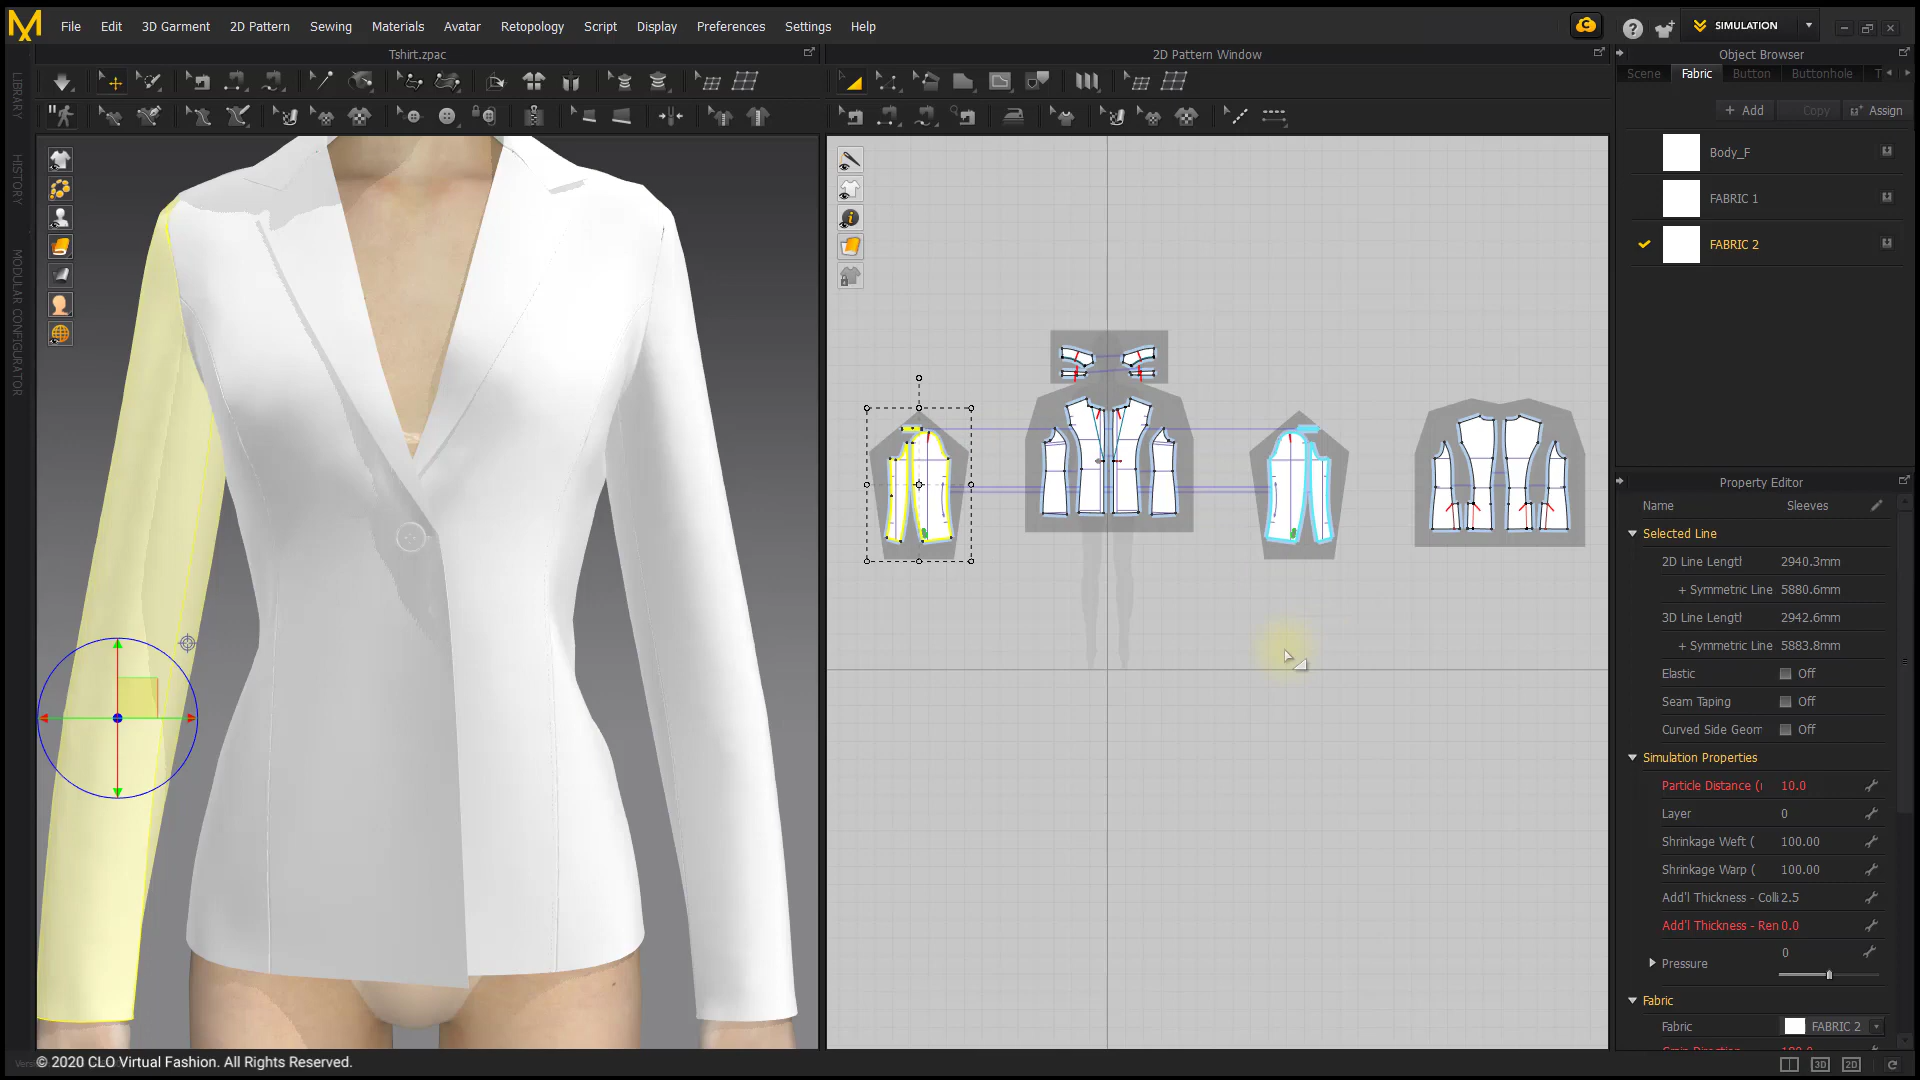 File Edit 3D Garment 2D Pattern Sewing Materials Avatar Retopology Script Display Preferences Settings Help
SIMULATION
Tshirt.zpac
2D Pattern Window
Object Browser
Scene Fabric Button Buttonhole T
+ Add Copy Assign
Body_F
FABRIC 1
FABRIC 2
LIBRARY
HISTORY
MODULAR CONFIGURATOR
Property Editor
Name Sleeves
Selected Line
2D Line Length 2940.3mm
+ Symmetric Line 5880.6mm
3D Line Length 2942.6mm
+ Symmetric Line 5883.8mm
Elastic Off
Seam Taping Off
Curved Side Geom Off
Simulation Properties
Particle Distance ( 10.0
Layer 0
Shrinkage Weft ( 100.00
Shrinkage Warp ( 100.00
Add'l Thickness - Colli 2.5
Add'l Thickness - Ren 0.0
Pressure 0
Fabric
Fabric FABRIC 2
© 2020 CLO Virtual Fashion. All Rights Reserved.
3D 2D